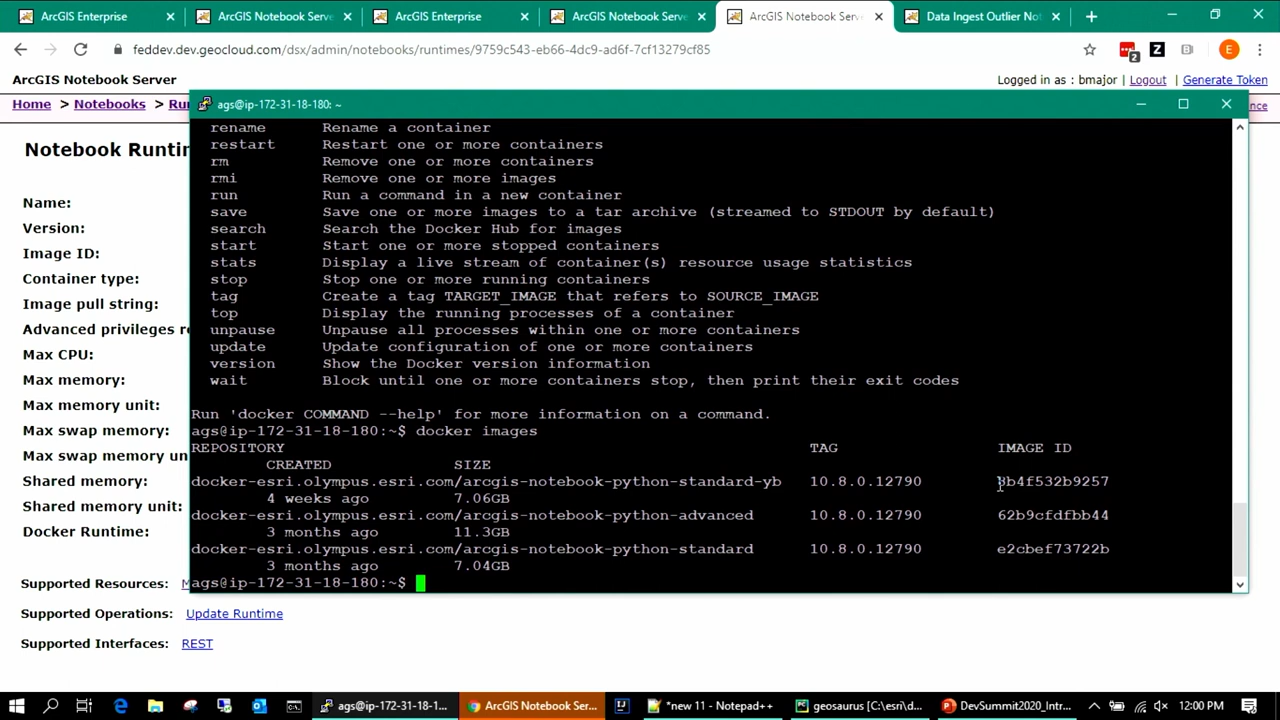 ArcGIS Enterprise
ArcGIS Notebook Serve
ArcGIS Enterprise
ArcGIS Notebook Serve
ArcGIS Notebook Serve
Data Ingest Outlier Not
feddev.dev.geocloud.com/dsx/admin/notebooks/runtimes/9759c543-eb66-4dc9-ad6f-7cf13279cf85
2
Z
E
ArcGIS Notebook Server
Logged in as : bmajor | Logout | Generate Token
Home > Notebooks > Ru
ence
ags@ip-172-31-18-180: ~
Notebook Runtin
Name:
Version:
Image ID:
Container type:
Image pull string:
Advanced privileges re
Max CPU:
Max memory:
Max memory unit:
Max swap memory:
Max swap memory un
Shared memory:
Shared memory unit:
Docker Runtime:
Supported Resources: M
Supported Operations: Update Runtime
Supported Interfaces: REST
rename Rename a container
restart Restart one or more containers
rm Remove one or more containers
rmi Remove one or more images
run Run a command in a new container
save Save one or more images to a tar archive (streamed to STDOUT by default)
search Search the Docker Hub for images
start Start one or more stopped containers
stats Display a live stream of container(s) resource usage statistics
stop Stop one or more running containers
tag Create a tag TARGET_IMAGE that refers to SOURCE_IMAGE
top Display the running processes of a container
unpause Unpause all processes within one or more containers
update Update configuration of one or more containers
version Show the Docker version information
wait Block until one or more containers stop, then print their exit codes
Run 'docker COMMAND --help' for more information on a command.
ags@ip-172-31-18-180:~$ docker images
REPOSITORY TAG IMAGE ID
CREATED SIZE
docker-esri.olympus.esri.com/arcgis-notebook-python-standard-yb 10.8.0.12790 8b4f532b9257
4 weeks ago 7.06GB
docker-esri.olympus.esri.com/arcgis-notebook-python-advanced 10.8.0.12790 62b9cfdfbb44
3 months ago 11.3GB
docker-esri.olympus.esri.com/arcgis-notebook-python-standard 10.8.0.12790 e2cbef73722b
3 months ago 7.04GB
ags@ip-172-31-18-180:~$
ags@ip-172-31-18-1...
ArcGIS Notebook Ser...
*new 11 - Notepad++
geosaurus [C:\esri\d...
DevSummit2020_Intr...
12:00 PM